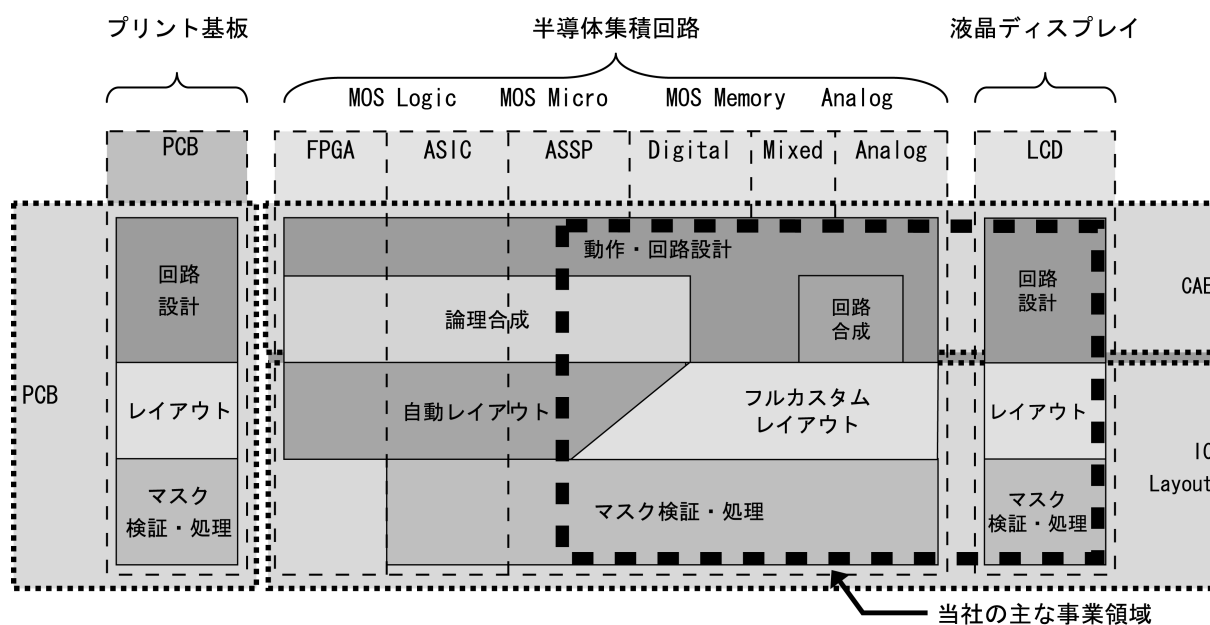 プリント基板
半導体集積回路
液晶ディスプレイ
MOS Logic
MOS Micro
MOS Memory
Analog
PCB
FPGA
ASIC
ASSP
Digital
Mixed
Analog
LCD
動作・回路設計
回路
設計
回路
合成
回路
設計
CAE
論理合成
PCB
レイアウト
自動レイアウト
フルカスタム
レイアウト
レイアウト
IC
Layout
マスク
検証・処理
マスク検証・処理
マスク
検証・処理
当社の主な事業領域